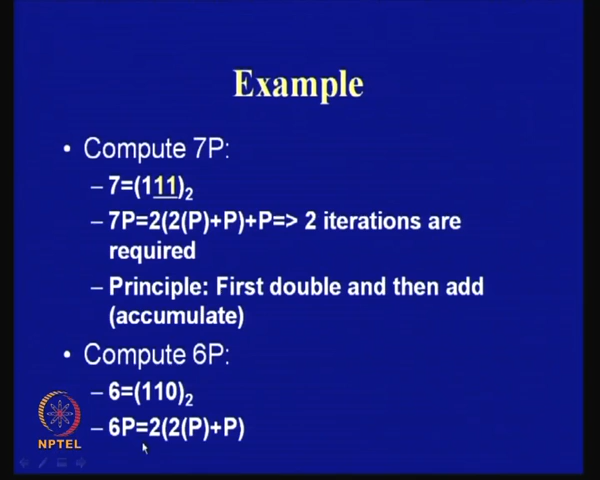 Example
• Compute 7P:
– 7=(111)₂
– 7P=2(2(P)+P)+P=> 2 iterations are
required
– Principle: First double and then add
(accumulate)
• Compute 6P:
– 6=(110)₂
– 6P=2(2(P)+P)
NPTEL